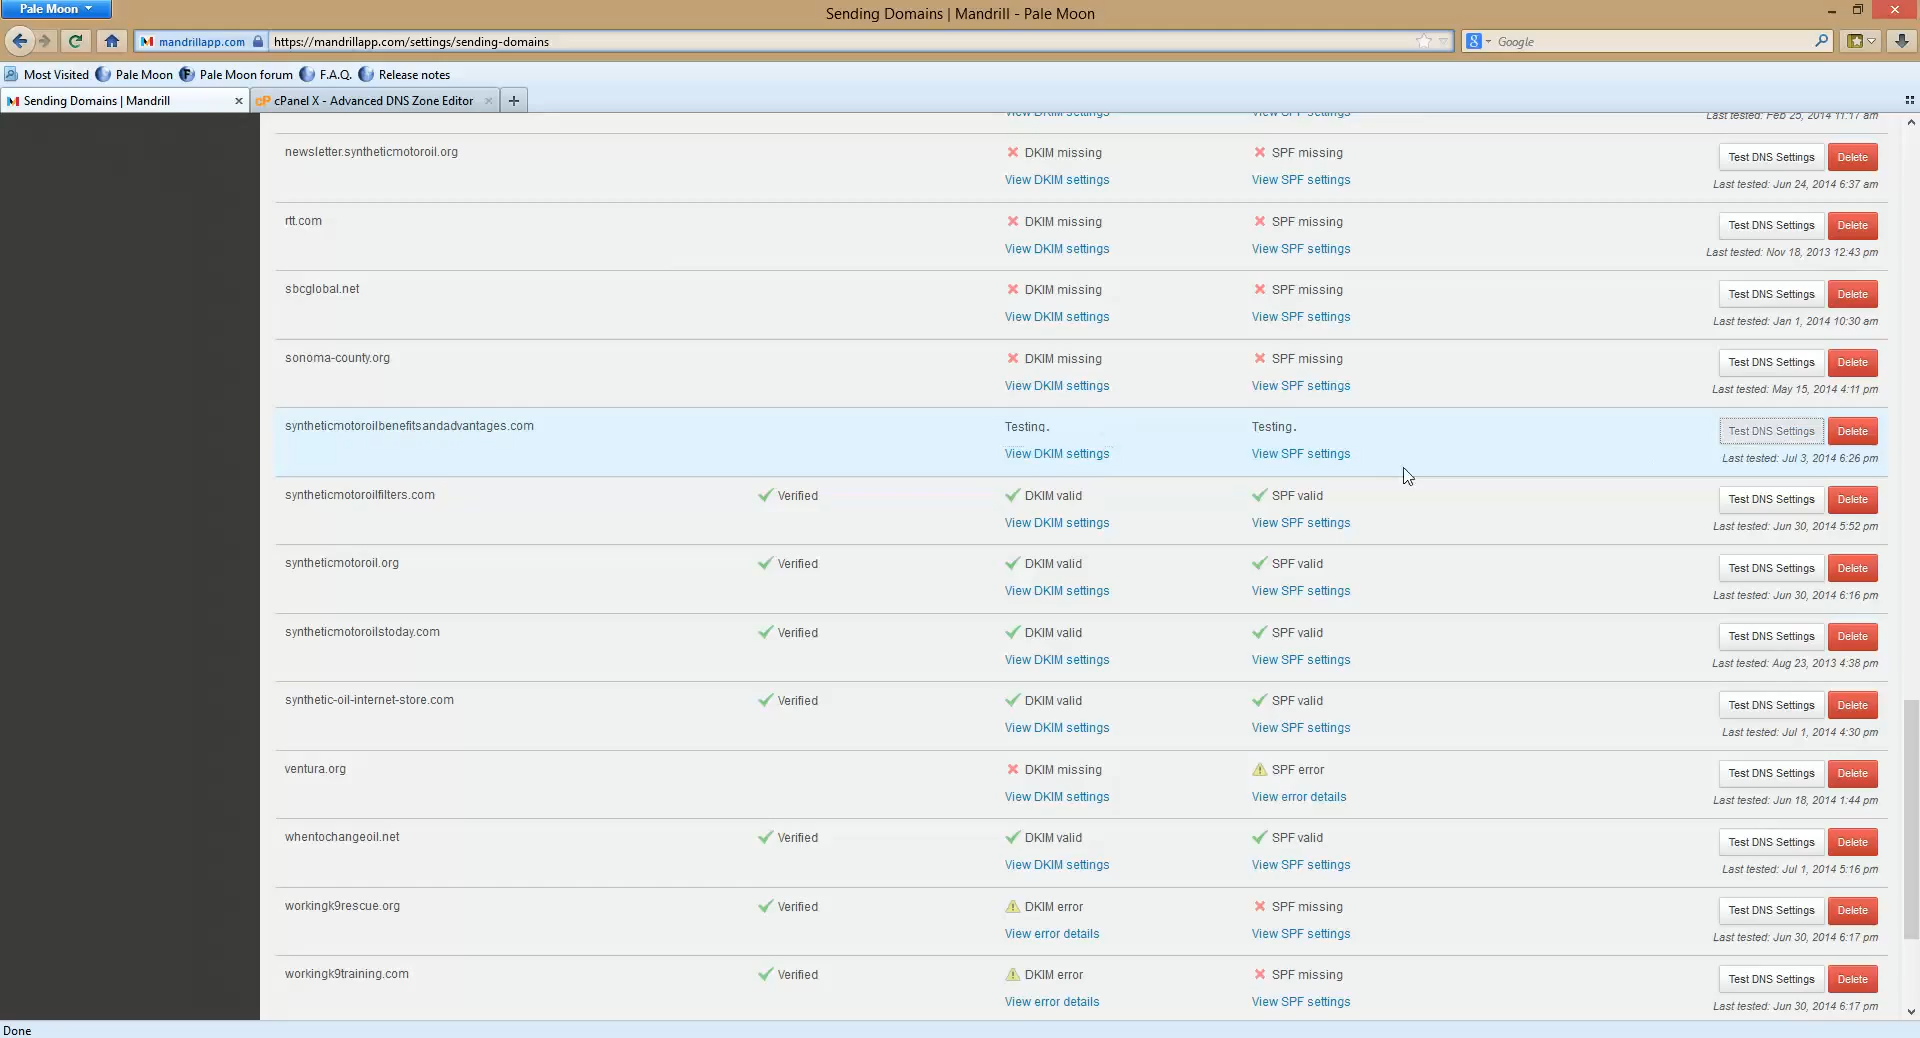 Pale Moon
Sending Domains | Mandrill - Pale Moon
mandrillapp.com
https://mandrillapp.com/settings/sending-domains
Google
Most Visited Pale Moon Pale Moon forum F.A.Q. Release notes
Sending Domains | Mandrill
cPanel X - Advanced DNS Zone Editor
View DKIM settings View SPF settings Last tested: Feb 25, 2014 11:17 am
newsletter.syntheticmotoroil.org DKIM missing SPF missing Test DNS Settings Delete
View DKIM settings View SPF settings Last tested: Jun 24, 2014 6:37 am
rtt.com DKIM missing SPF missing Test DNS Settings Delete
View DKIM settings View SPF settings Last tested: Nov 18, 2013 12:43 pm
sbcglobal.net DKIM missing SPF missing Test DNS Settings Delete
View DKIM settings View SPF settings Last tested: Jan 1, 2014 10:30 am
sonoma-county.org DKIM missing SPF missing Test DNS Settings Delete
View DKIM settings View SPF settings Last tested: May 15, 2014 4:11 pm
syntheticmotoroilbenefitsandadvantages.com Testing. Testing. Test DNS Settings Delete
View DKIM settings View SPF settings Last tested: Jul 3, 2014 6:26 pm
syntheticmotoroilfilters.com Verified DKIM valid SPF valid Test DNS Settings Delete
View DKIM settings View SPF settings Last tested: Jun 30, 2014 5:52 pm
syntheticmotoroil.org Verified DKIM valid SPF valid Test DNS Settings Delete
View DKIM settings View SPF settings Last tested: Jun 30, 2014 6:16 pm
syntheticmotoroilstoday.com Verified DKIM valid SPF valid Test DNS Settings Delete
View DKIM settings View SPF settings Last tested: Aug 23, 2013 4:38 pm
synthetic-oil-internet-store.com Verified DKIM valid SPF valid Test DNS Settings Delete
View DKIM settings View SPF settings Last tested: Jul 1, 2014 4:30 pm
ventura.org DKIM missing SPF error Test DNS Settings Delete
View DKIM settings View error details Last tested: Jun 18, 2014 1:44 pm
whentochangeoil.net Verified DKIM valid SPF valid Test DNS Settings Delete
View DKIM settings View SPF settings Last tested: Jul 1, 2014 5:16 pm
workingk9rescue.org Verified DKIM error SPF missing Test DNS Settings Delete
View error details View SPF settings Last tested: Jun 30, 2014 6:17 pm
workingk9training.com Verified DKIM error SPF missing Test DNS Settings Delete
View error details View SPF settings Last tested: Jun 30, 2014 6:17 pm
Done